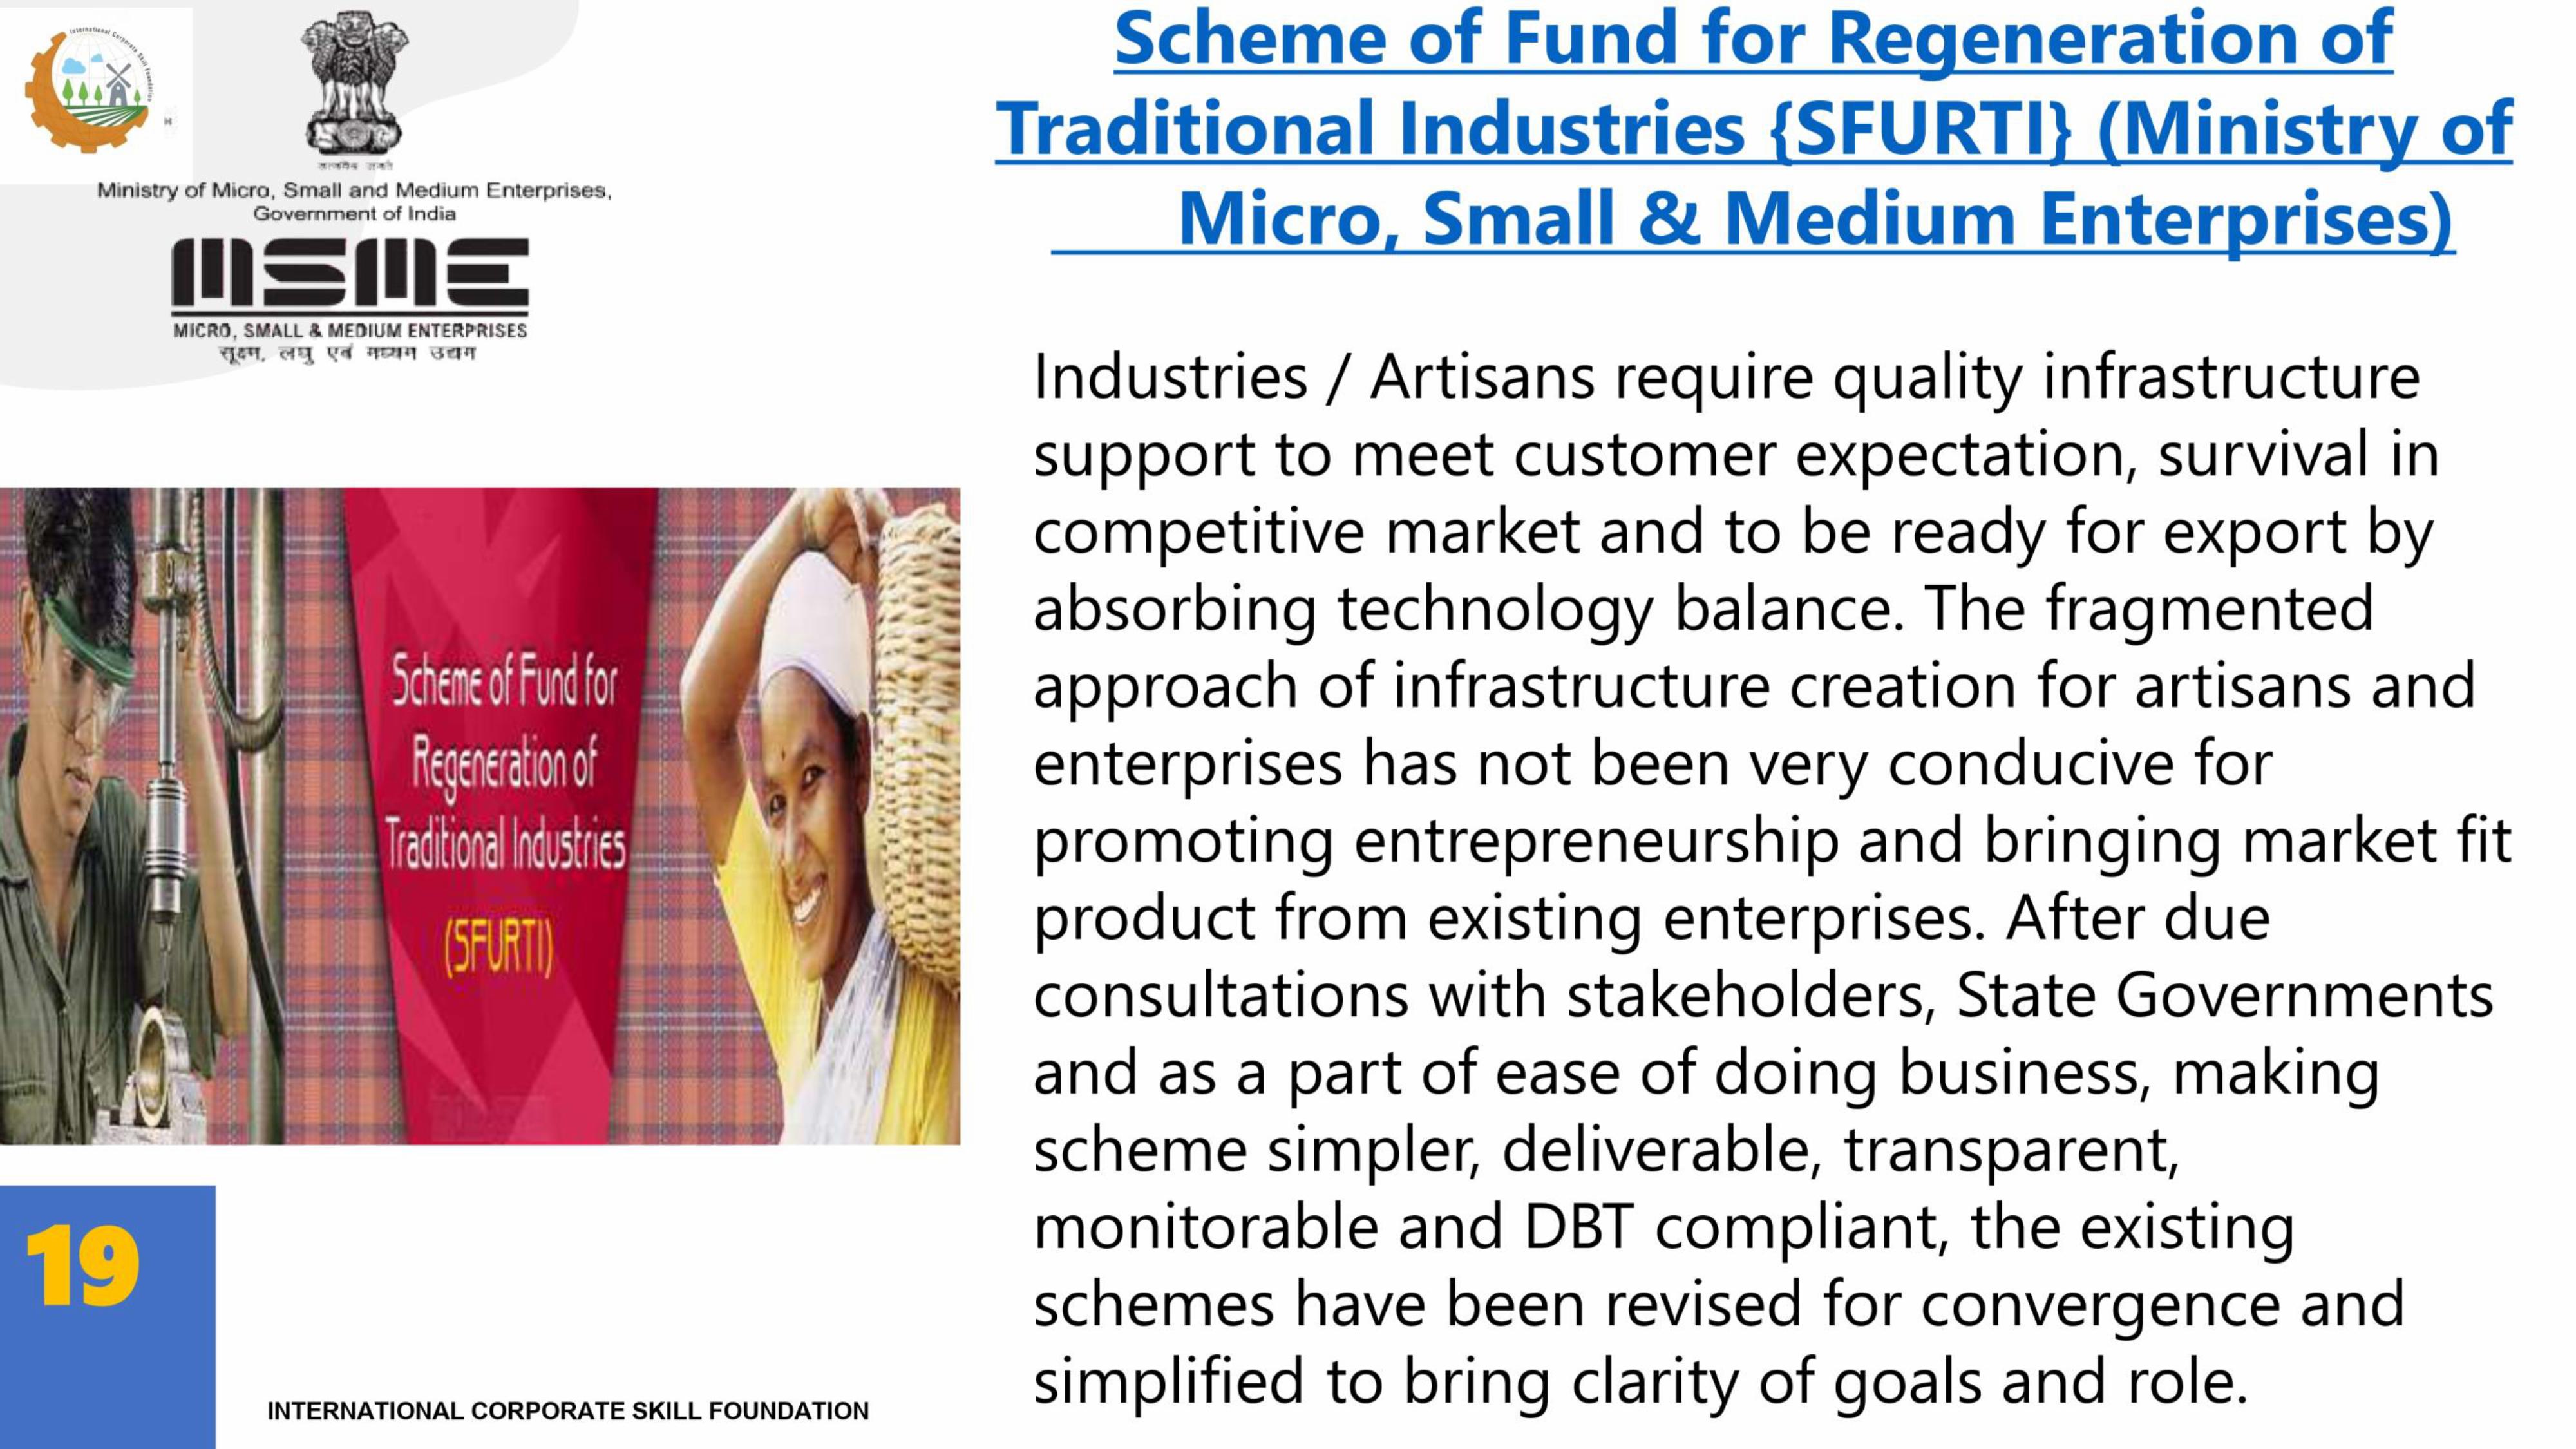 International Corporate Skill Foundation
Ministry of Micro, Small and Medium Enterprises,
Government of India
MSME
MICRO, SMALL & MEDIUM ENTERPRISES
सूक्ष्म, लघु एवं मध्यम उद्यम
Scheme of Fund for Regeneration of
Traditional Industries {SFURTI} (Ministry of
Micro, Small & Medium Enterprises)
Scheme of Fund for
Regeneration of
Traditional Industries
(SFURTI)
Industries / Artisans require quality infrastructure
support to meet customer expectation, survival in
competitive market and to be ready for export by
absorbing technology balance. The fragmented
approach of infrastructure creation for artisans and
enterprises has not been very conducive for
promoting entrepreneurship and bringing market fit
product from existing enterprises. After due
consultations with stakeholders, State Governments
and as a part of ease of doing business, making
scheme simpler, deliverable, transparent,
monitorable and DBT compliant, the existing
schemes have been revised for convergence and
simplified to bring clarity of goals and role.
19
INTERNATIONAL CORPORATE SKILL FOUNDATION